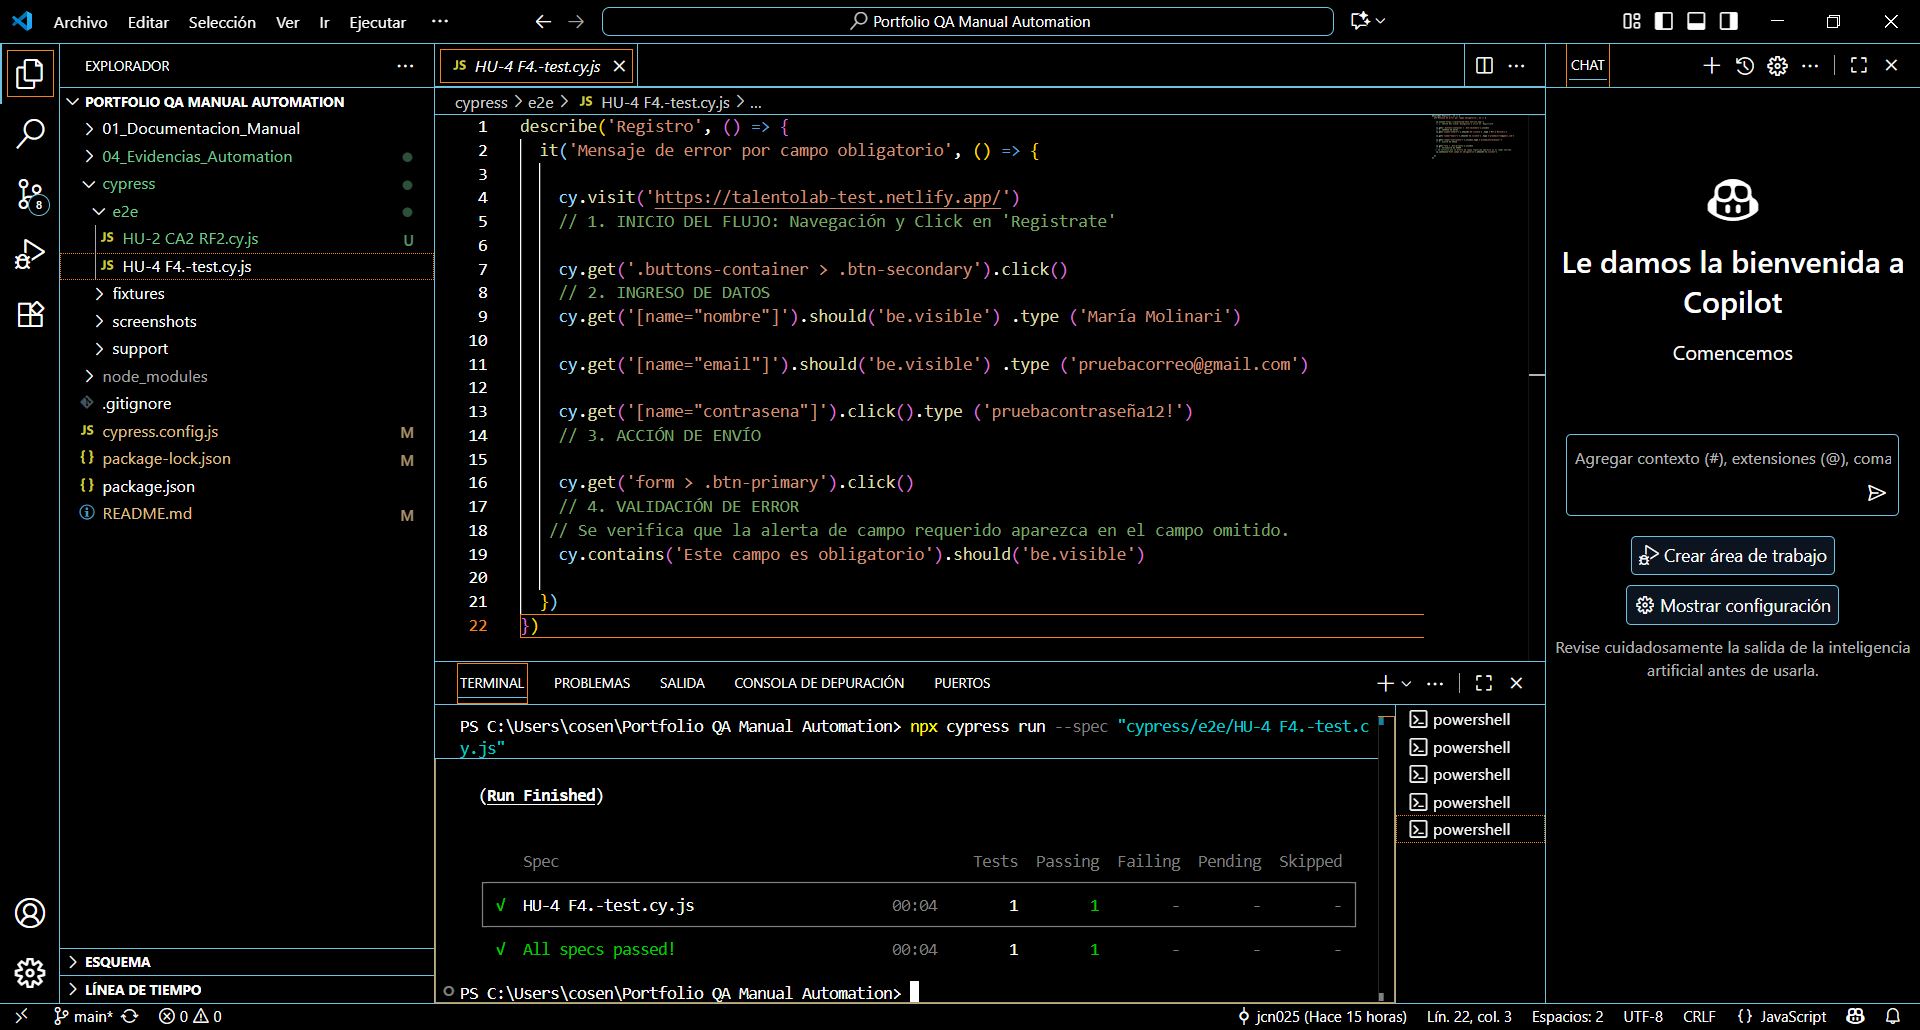 Archivo Editar Selección Ver Ir Ejecutar ···
Portfolio QA Manual Automation
EXPLORADOR
PORTFOLIO QA MANUAL AUTOMATION
01_Documentacion_Manual
04_Evidencias_Automation
cypress
e2e
JS HU-2 CA2 RF2.cy.js U
JS HU-4 F4.-test.cy.js
fixtures
screenshots
support
node_modules
.gitignore
JS cypress.config.js M
{} package-lock.json M
{} package.json
README.md M
8
ESQUEMA
LÍNEA DE TIEMPO
JS HU-4 F4.-test.cy.js
cypress > e2e > JS HU-4 F4.-test.cy.js > ...
1 describe('Registro', () => {
2 it('Mensaje de error por campo obligatorio', () => {
3
4 cy.visit('https://talentolab-test.netlify.app/')
5 // 1. INICIO DEL FLUJO: Navegación y Click en 'Registrate'
6
7 cy.get('.buttons-container > .btn-secondary').click()
8 // 2. INGRESO DE DATOS
9 cy.get('[name="nombre"]').should('be.visible') .type ('María Molinari')
10
11 cy.get('[name="email"]').should('be.visible') .type ('pruebacorreo@gmail.com')
12
13 cy.get('[name="contrasena"]').click().type ('pruebacontraseña12!')
14 // 3. ACCIÓN DE ENVÍO
15
16 cy.get('form > .btn-primary').click()
17 // 4. VALIDACIÓN DE ERROR
18 // Se verifica que la alerta de campo requerido aparezca en el campo omitido.
19 cy.contains('Este campo es obligatorio').should('be.visible')
20
21 })
22 })
TERMINAL PROBLEMAS SALIDA CONSOLA DE DEPURACIÓN PUERTOS
PS C:\Users\cosen\Portfolio QA Manual Automation> npx cypress run --spec "cypress/e2e/HU-4 F4.-test.c
y.js"
(Run Finished)
Spec Tests Passing Failing Pending Skipped
√ HU-4 F4.-test.cy.js 00:04 1 1 - - -
√ All specs passed! 00:04 1 1 - - -
PS C:\Users\cosen\Portfolio QA Manual Automation>
powershell
powershell
powershell
powershell
powershell
CHAT
Le damos la bienvenida a
Copilot
Comencemos
Agregar contexto (#), extensiones (@), coma
Crear área de trabajo
Mostrar configuración
Revise cuidadosamente la salida de la inteligencia
artificial antes de usarla.
main* 0 0 jcn025 (Hace 15 horas) Lín. 22, col. 3 Espacios: 2 UTF-8 CRLF {} JavaScript